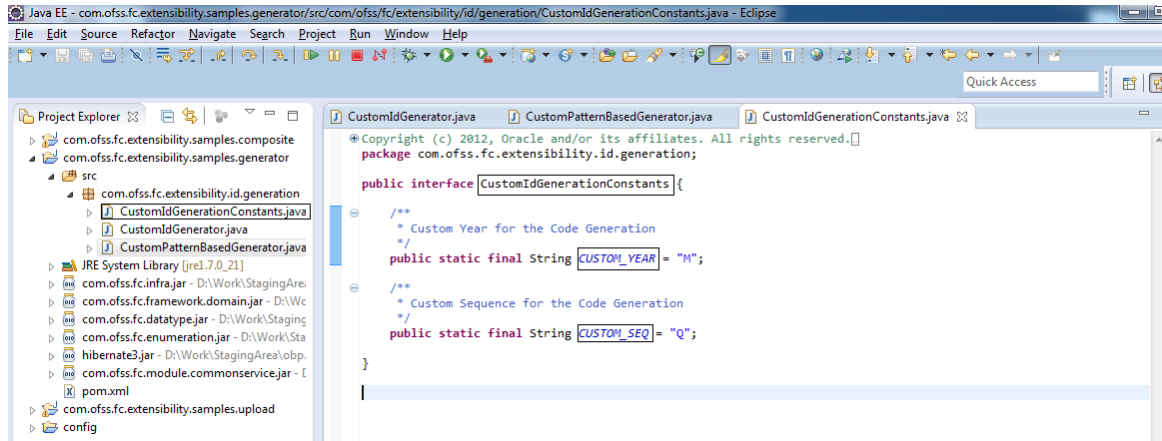 Java EE - com.ofss.fc.extensibility.samples.generator/src/com/ofss/fc/extensibility/id/generation/CustomIdGenerationConstants.java - Eclipse
File Edit Source Refactor Navigate Search Project Run Window Help
Quick Access
Project Explorer
com.ofss.fc.extensibility.samples.composite
com.ofss.fc.extensibility.samples.generator
src
com.ofss.fc.extensibility.id.generation
CustomIdGenerationConstants.java
CustomIdGenerator.java
CustomPatternBasedGenerator.java
JRE System Library [jre1.7.0_21]
com.ofss.fc.infra.jar - D:\Work\StagingArea
com.ofss.fc.framework.domain.jar - D:\Wo
com.ofss.fc.datatype.jar - D:\Work\Staging
com.ofss.fc.enumeration.jar - D:\Work\Sta
hibernate3.jar - D:\Work\StagingArea\obp.
com.ofss.fc.module.commonservice.jar - D
pom.xml
com.ofss.fc.extensibility.samples.upload
config
CustomIdGenerator.java CustomPatternBasedGenerator.java CustomIdGenerationConstants.java
Copyright (c) 2012, Oracle and/or its affiliates. All rights reserved.
package com.ofss.fc.extensibility.id.generation;
public interface CustomIdGenerationConstants {
/**
* Custom Year for the Code Generation
*/
public static final String CUSTOM_YEAR = "M";
/**
* Custom Sequence for the Code Generation
*/
public static final String CUSTOM_SEQ = "Q";
}